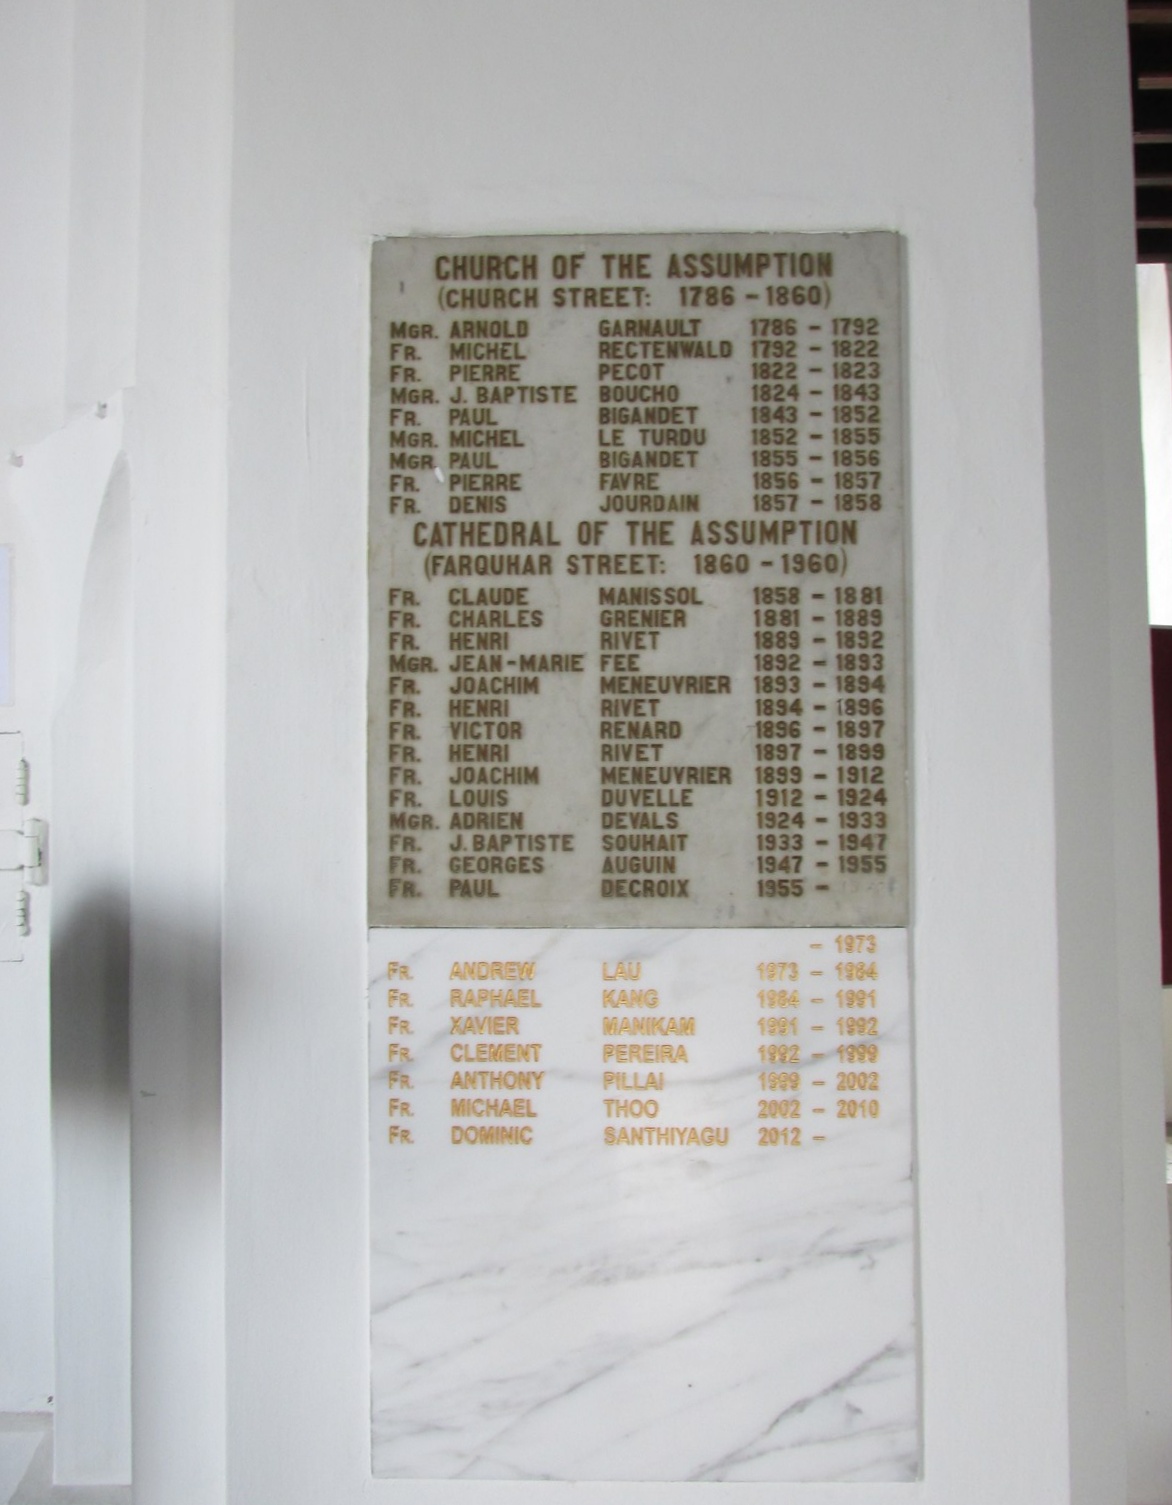 CHURCH OF THE ASSUMPTION
(CHURCH STREET: 1786 - 1860)
MGR. ARNOLD GARNAULT 1786 - 1792
FR. MICHEL RECTENWALD 1792 - 1822
FR. PIERRE PECOT 1822 - 1823
MGR. J. BAPTISTE BOUCHO 1824 - 1843
FR. PAUL BIGANDET 1843 - 1852
MGR. MICHEL LE TURDU 1852 - 1855
MGR. PAUL BIGANDET 1855 - 1856
FR. PIERRE FAVRE 1856 - 1857
FR. DENIS JOURDAIN 1857 - 1858
CATHEDRAL OF THE ASSUMPTION
(FARQUHAR STREET: 1860 - 1960)
FR. CLAUDE MANISSOL 1858 - 1881
FR. CHARLES GRENIER 1881 - 1889
FR. HENRI RIVET 1889 - 1892
MGR. JEAN-MARIE FEE 1892 - 1893
FR. JOACHIM MENEUVRIER 1893 - 1894
FR. HENRI RIVET 1894 - 1896
FR. VICTOR RENARD 1896 - 1897
FR. HENRI RIVET 1897 - 1899
FR. JOACHIM MENEUVRIER 1899 - 1912
FR. LOUIS DUVELLE 1912 - 1924
MGR. ADRIEN DEVALS 1924 - 1933
FR. J. BAPTISTE SOUHAIT 1933 - 1947
FR. GEORGES AUGUIN 1947 - 1955
FR. PAUL DECROIX 1955 -
- 1973
FR. ANDREW LAU 1973 - 1984
FR. RAPHAEL KANG 1984 - 1991
FR. XAVIER MANIKAM 1991 - 1992
FR. CLEMENT PEREIRA 1992 - 1999
FR. ANTHONY PILLAI 1999 - 2002
FR. MICHAEL THOO 2002 - 2010
FR. DOMINIC SANTHIYAGU 2012 -